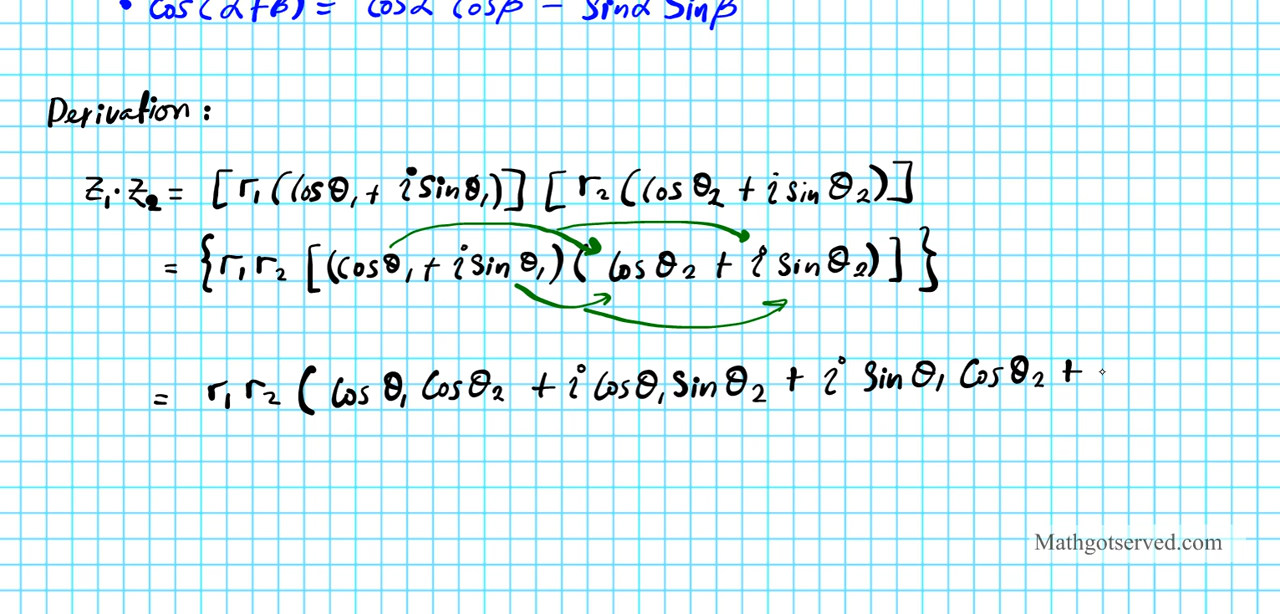 • cos(α+β) = cosα cosβ − sinα sinβ
Derivation :
z₁·z₂ = [r₁(cosθ₁ + i sinθ₁)] [r₂(cosθ₂ + i sinθ₂)]
= {r₁r₂ [(cosθ₁ + i sinθ₁)(cosθ₂ + i sinθ₂)]}
= r₁r₂ (cosθ₁ cosθ₂ + i cosθ₁ sinθ₂ + i sinθ₁ cosθ₂ +
Mathgotserved.com